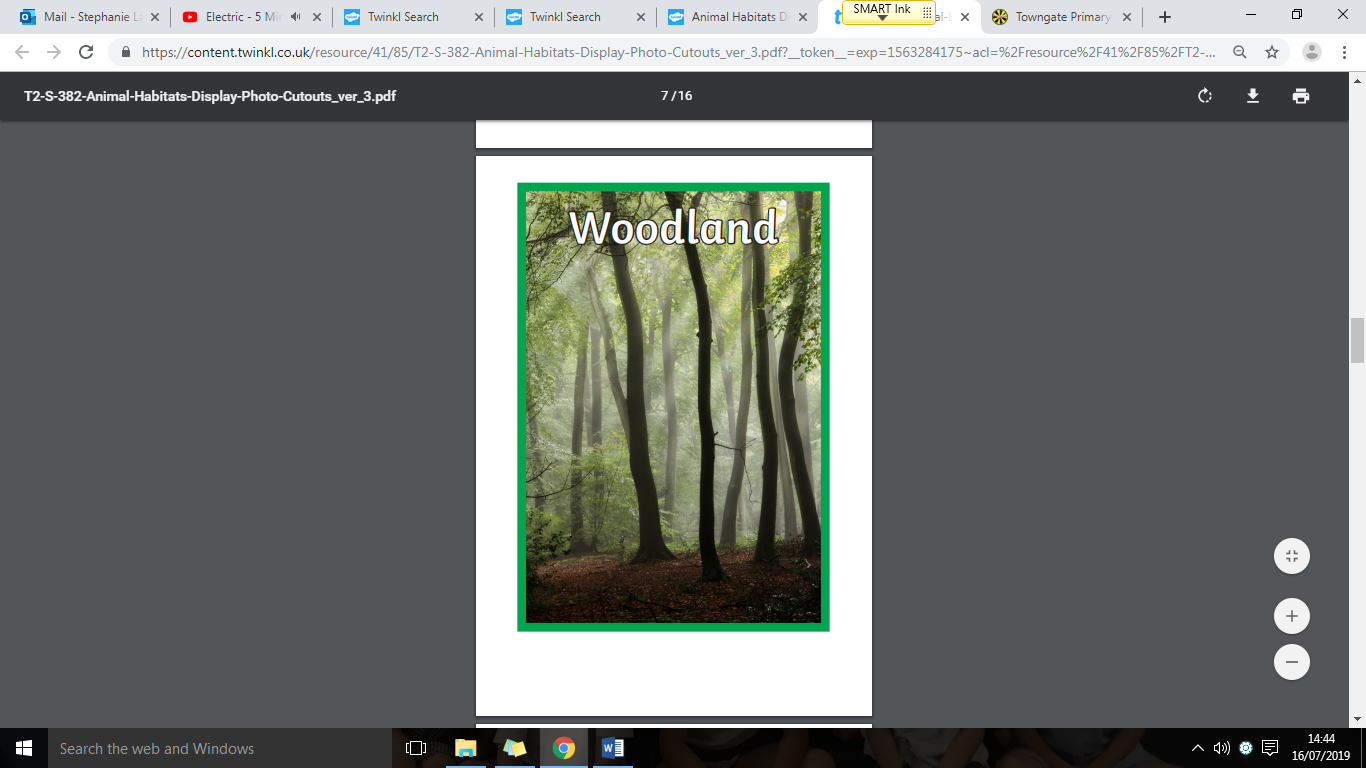 Mail - Stephanie L
Electric - 5 Mi
Twinkl Search
Twinkl Search
Animal Habitats D
SMART Ink
Towngate Primary
https://content.twinkl.co.uk/resource/41/85/T2-S-382-Animal-Habitats-Display-Photo-Cutouts_ver_3.pdf?__token__=exp=1563284175~acl=%2Fresource%2F41%2F85%2FT2-S...
T2-S-382-Animal-Habitats-Display-Photo-Cutouts_ver_3.pdf
7 / 16
Woodland
Search the web and Windows
14:44
16/07/2019